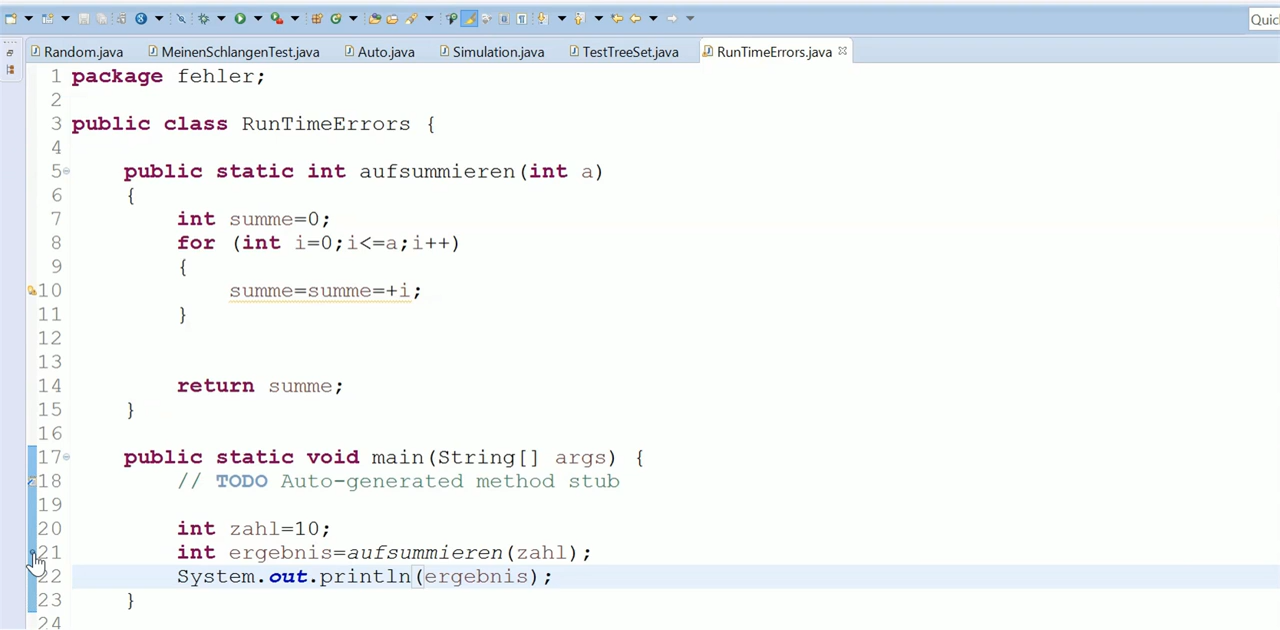 Quic
Random.java MeinenSchlangenTest.java Auto.java Simulation.java TestTreeSet.java RunTimeErrors.java
1 package fehler;
2
3 public class RunTimeErrors {
4
5 public static int aufsummieren(int a)
6 {
7 int summe=0;
8 for (int i=0;i<=a;i++)
9 {
10 summe=summe=+i;
11 }
12
13
14 return summe;
15 }
16
17 public static void main(String[] args) {
18 // TODO Auto-generated method stub
19
20 int zahl=10;
21 int ergebnis=aufsummieren(zahl);
22 System.out.println(ergebnis);
23 }
24